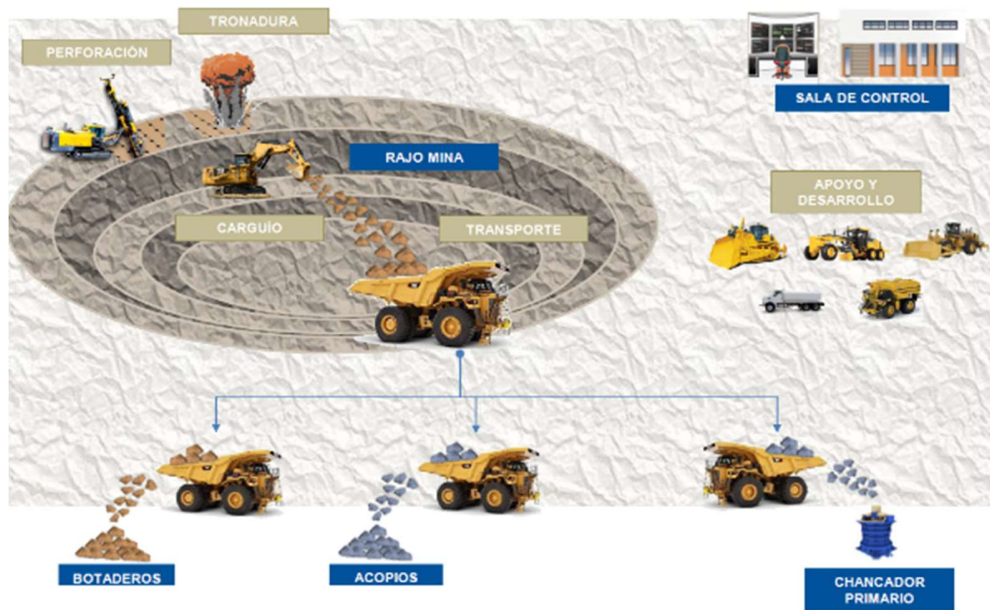 TRONADURA
PERFORACIÓN
SALA DE CONTROL
RAJO MINA
APOYO Y
DESARROLLO
CARGUÍO
TRANSPORTE
BOTADEROS
ACOPIOS
CHANCADOR
PRIMARIO